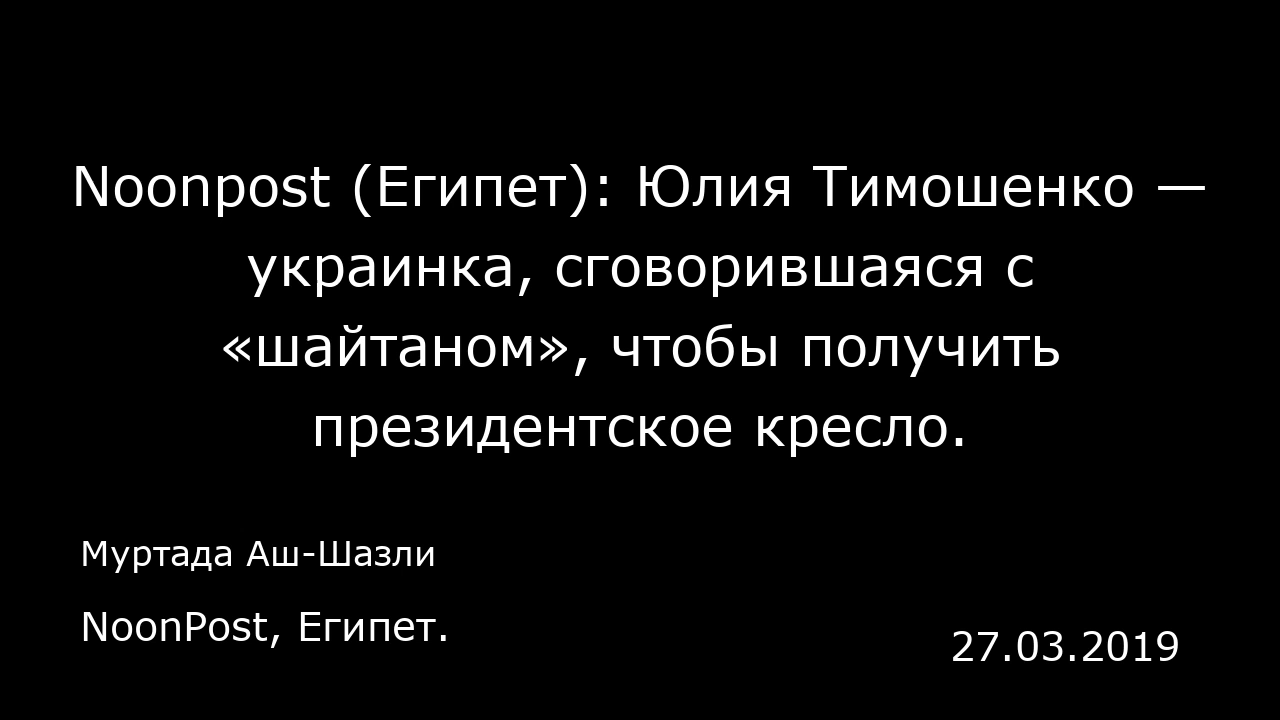 Noonpost (Египет): Юлия Тимошенко —
украинка, сговорившаяся с
«шайтаном», чтобы получить
президентское кресло.
Муртада Аш-Шазли
NoonPost, Египет.
27.03.2019